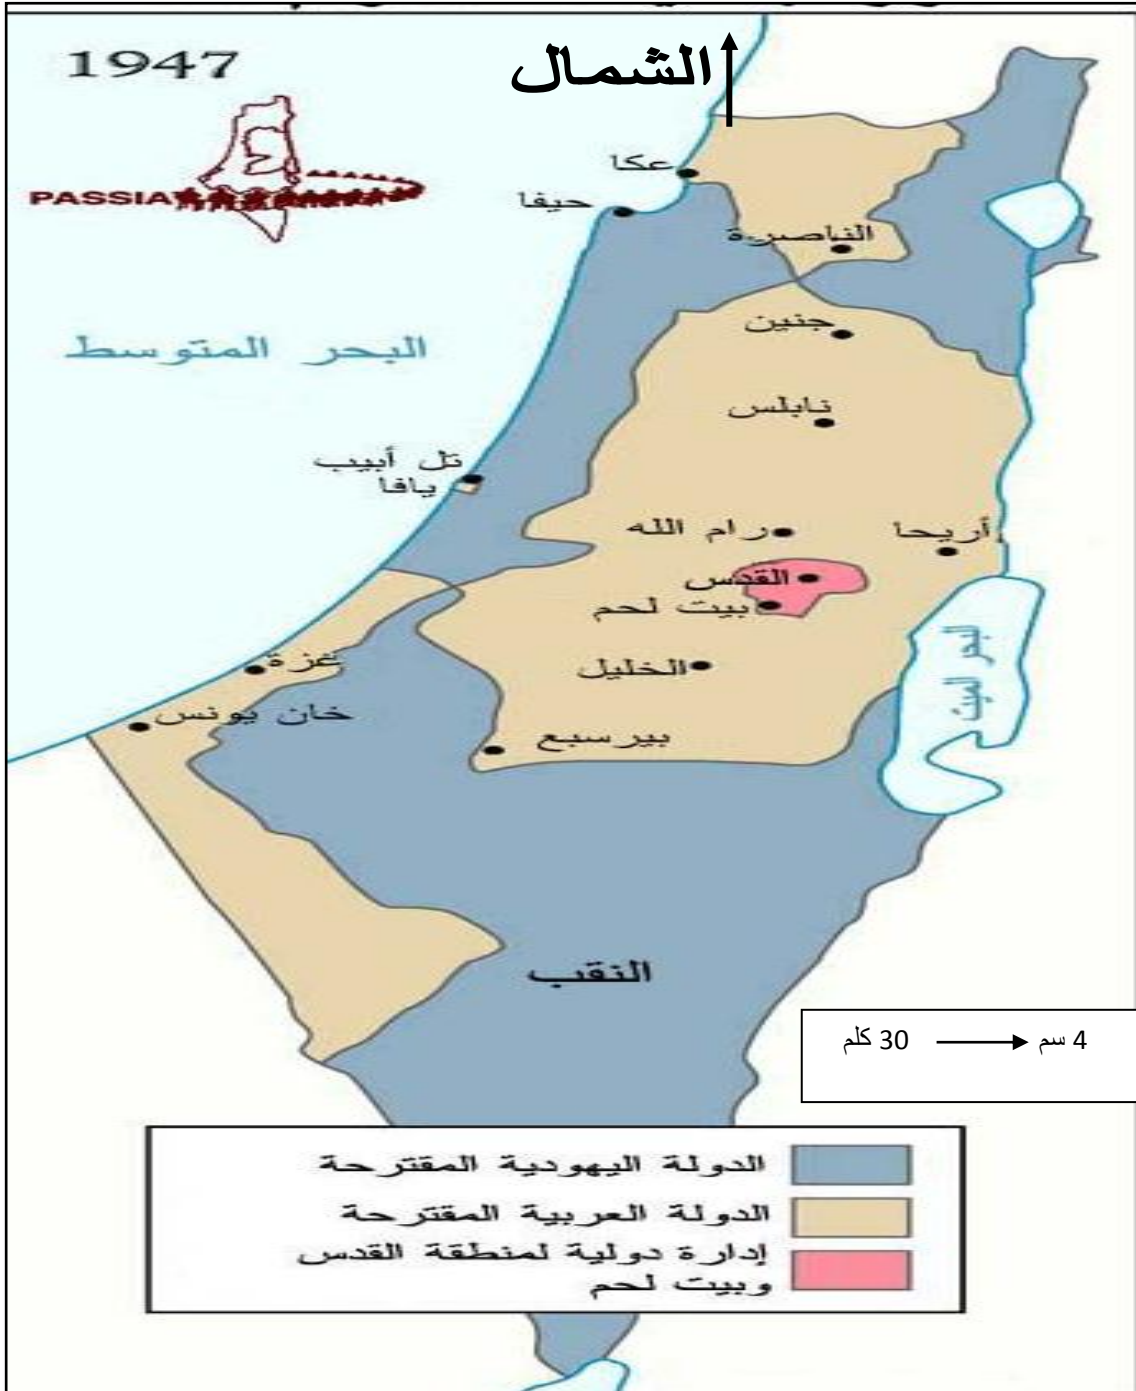 1947
الشمال
PASSIA
عكا
حيفا
الناصرة
جنين
البحر المتوسط
نابلس
تل أبيب
يافا
رام الله
أريحا
القدس
بيت لحم
البحر الميت
غزة
الخليل
خان يونس
بيرسبع
النقب
4 سم 30 كلم
الدولة اليهودية المقترحة
الدولة العربية المقترحة
إدارة دولية لمنطقة القدس
وبيت لحم